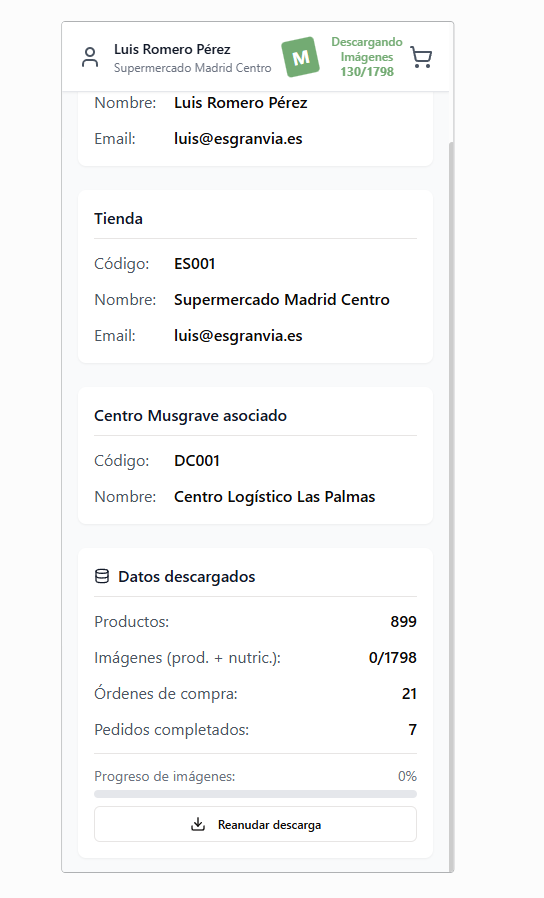 Luis Romero Pérez
Supermercado Madrid Centro
M
Descargando
Imágenes
130/1798
Nombre: Luis Romero Pérez
Email: luis@esgranvia.es
Tienda
Código: ES001
Nombre: Supermercado Madrid Centro
Email: luis@esgranvia.es
Centro Musgrave asociado
Código: DC001
Nombre: Centro Logístico Las Palmas
Datos descargados
Productos: 899
Imágenes (prod. + nutric.): 0/1798
Órdenes de compra: 21
Pedidos completados: 7
Progreso de imágenes: 0%
Reanudar descarga